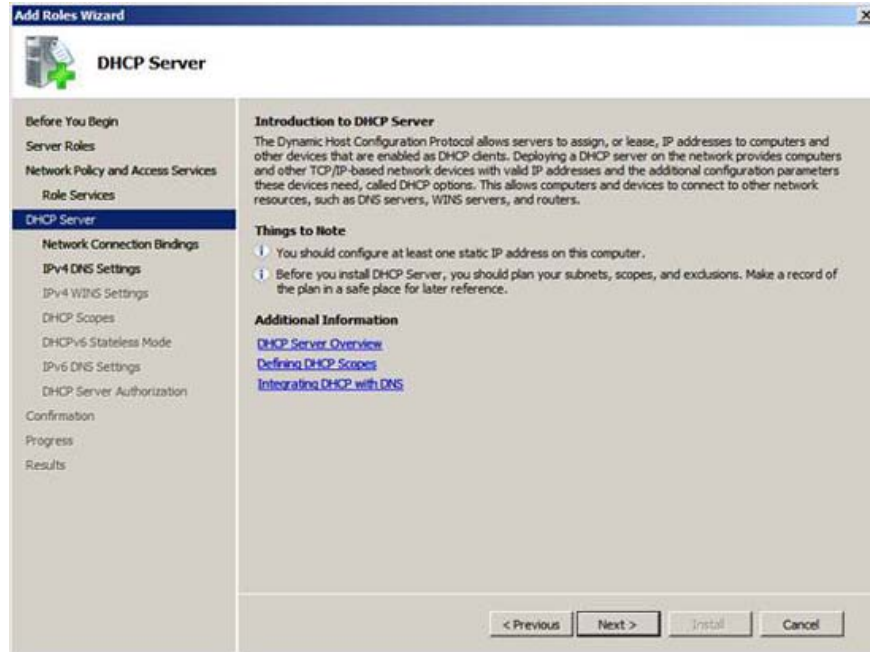 Add Roles Wizard
DHCP Server
Before You Begin
Server Roles
Network Policy and Access Services
Role Services
DHCP Server
Network Connection Bindings
IPv4 DNS Settings
IPv4 WINS Settings
DHCP Scopes
DHCPv6 Stateless Mode
IPv6 DNS Settings
DHCP Server Authorization
Confirmation
Progress
Results
Introduction to DHCP Server
The Dynamic Host Configuration Protocol allows servers to assign, or lease, IP addresses to computers and
other devices that are enabled as DHCP clients. Deploying a DHCP server on the network provides computers
and other TCP/IP-based network devices with valid IP addresses and the additional configuration parameters
these devices need, called DHCP options. This allows computers and devices to connect to other network
resources, such as DNS servers, WINS servers, and routers.
Things to Note
You should configure at least one static IP address on this computer.
Before you install DHCP Server, you should plan your subnets, scopes, and exclusions. Make a record of
the plan in a safe place for later reference.
Additional Information
DHCP Server Overview
Defining DHCP Scopes
Integrating DHCP with DNS
< Previous
Next >
Install
Cancel